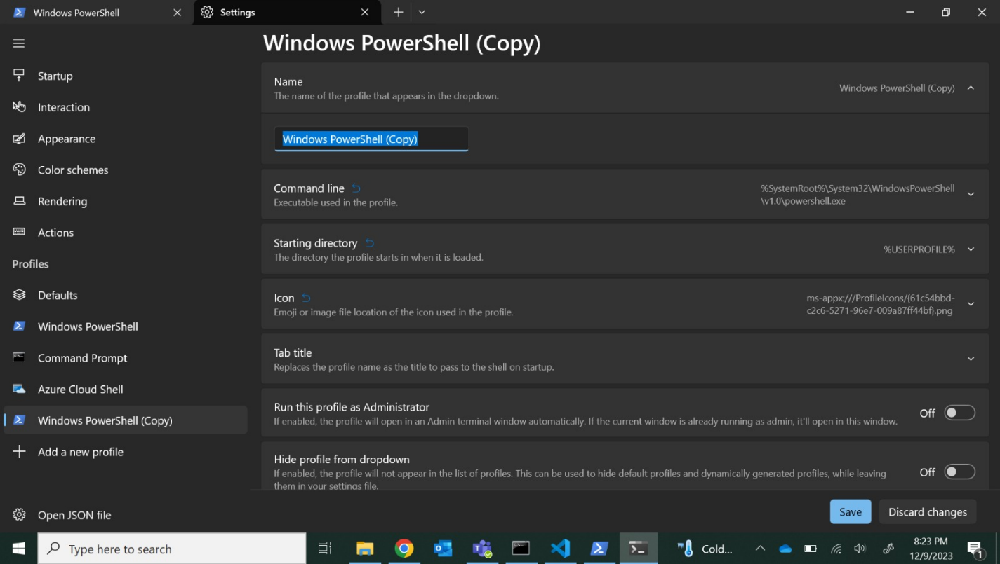 Windows PowerShell
Settings
Windows PowerShell (Copy)
Startup
Interaction
Appearance
Color schemes
Rendering
Actions
Profiles
Defaults
Windows PowerShell
Command Prompt
Azure Cloud Shell
Windows PowerShell (Copy)
Add a new profile
Open JSON file
Name
The name of the profile that appears in the dropdown.
Windows PowerShell (Copy)
Windows PowerShell (Copy)
Command line
Executable used in the profile.
%SystemRoot%\System32\WindowsPowerShell
\v1.0\powershell.exe
Starting directory
The directory the profile starts in when it is loaded.
%USERPROFILE%
Icon
Emoji or image file location of the icon used in the profile.
ms-appx:///ProfileIcons/{61c54bbd-
c2c6-5271-96e7-009a87ff44bf}.png
Tab title
Replaces the profile name as the title to pass to the shell on startup.
Run this profile as Administrator
If enabled, the profile will open in an Admin terminal window automatically. If the current window is already running as admin, it'll open in this window.
Off
Hide profile from dropdown
If enabled, the profile will not appear in the list of profiles. This can be used to hide default profiles and dynamically generated profiles, while leaving
them in your settings file.
Off
Save
Discard changes
Type here to search
Cold...
8:23 PM
12/9/2023
1